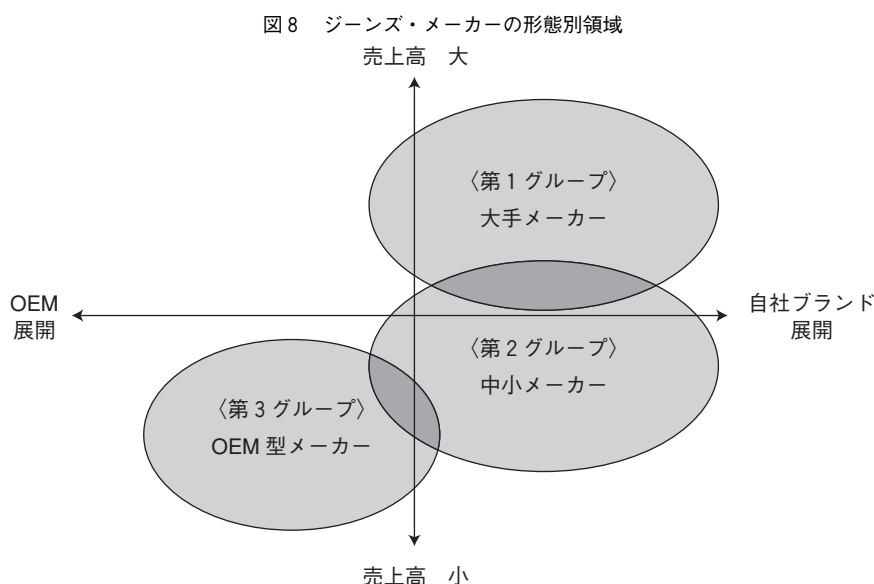 図8 ジーンズ・メーカーの形態別領域
売上高 大
〈第1グループ〉
大手メーカー
OEM
展開
自社ブランド
展開
〈第2グループ〉
中小メーカー
〈第3グループ〉
OEM 型メーカー
売上高 小